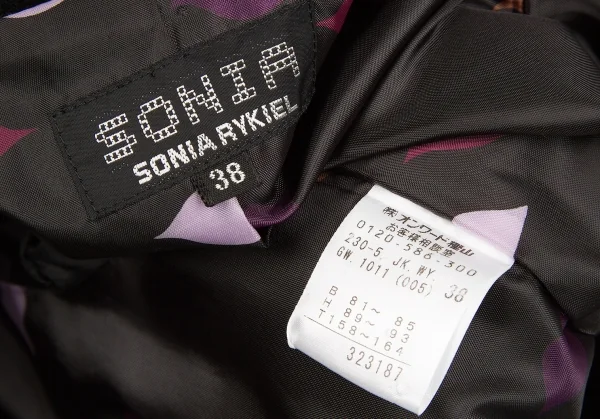 SONIA
SONIA RYKIEL
38
㈱オンワード樫山
お客様相談室
0120-586-300
230-5, JK, WY,
GW, 1011 (005) 38
B 81～ 85
H 89～ 93
T158～164
323187